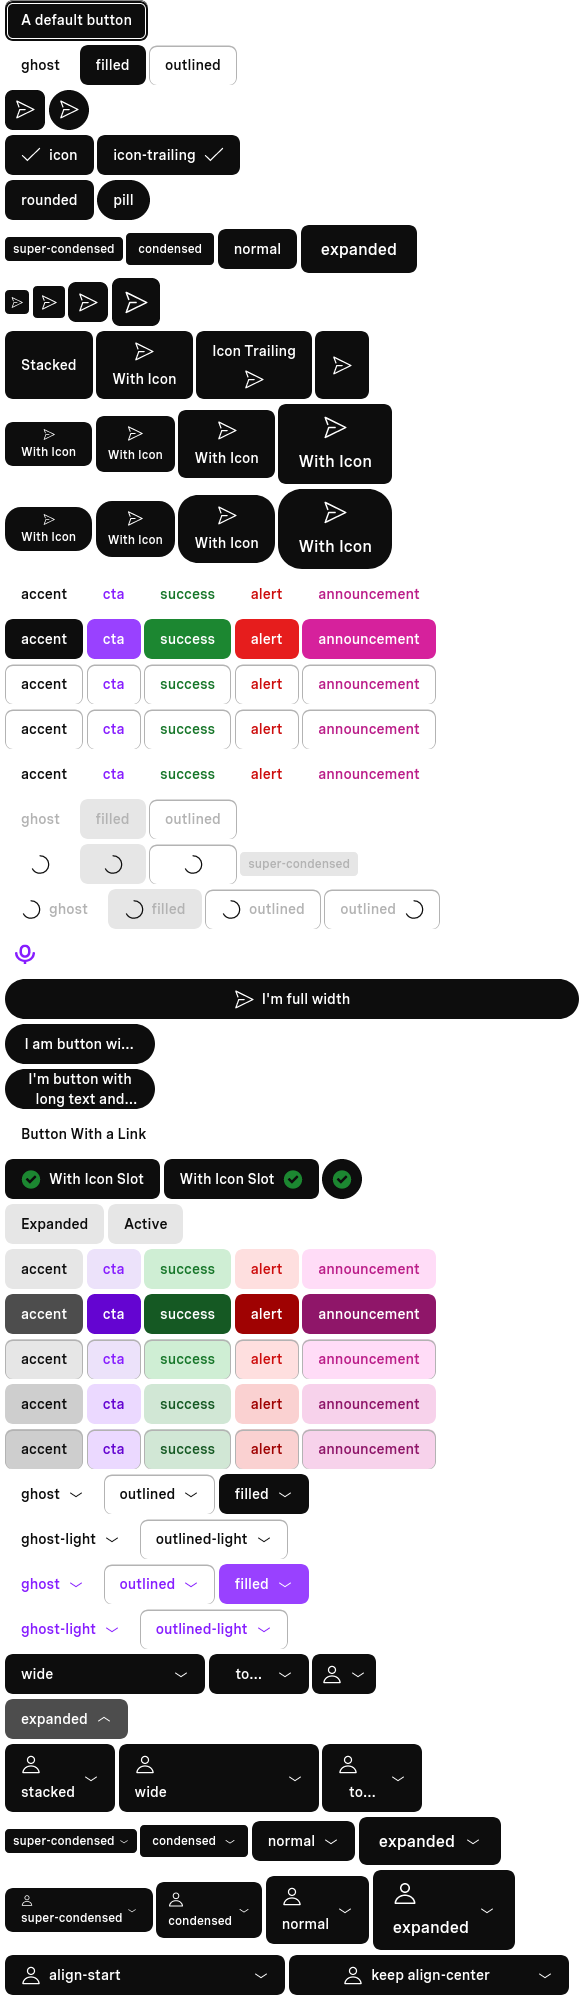 A default button
ghost filled outlined
icon icon-trailing
rounded pill
super-condensed condensed normal expanded
Stacked With Icon Icon Trailing
With Icon With Icon With Icon With Icon
With Icon With Icon With Icon With Icon
accent cta success alert announcement
accent cta success alert announcement
accent cta success alert announcement
accent cta success alert announcement
accent cta success alert announcement
ghost filled outlined
super-condensed
ghost filled outlined outlined
I'm full width
I am button wi...
I'm button with
long text and...
Button With a Link
With Icon Slot With Icon Slot
Expanded Active
accent cta success alert announcement
accent cta success alert announcement
accent cta success alert announcement
accent cta success alert announcement
accent cta success alert announcement
ghost outlined filled
ghost-light outlined-light
ghost outlined filled
ghost-light outlined-light
wide to...
expanded
stacked wide to...
super-condensed condensed normal expanded
super-condensed condensed normal expanded
align-start keep align-center